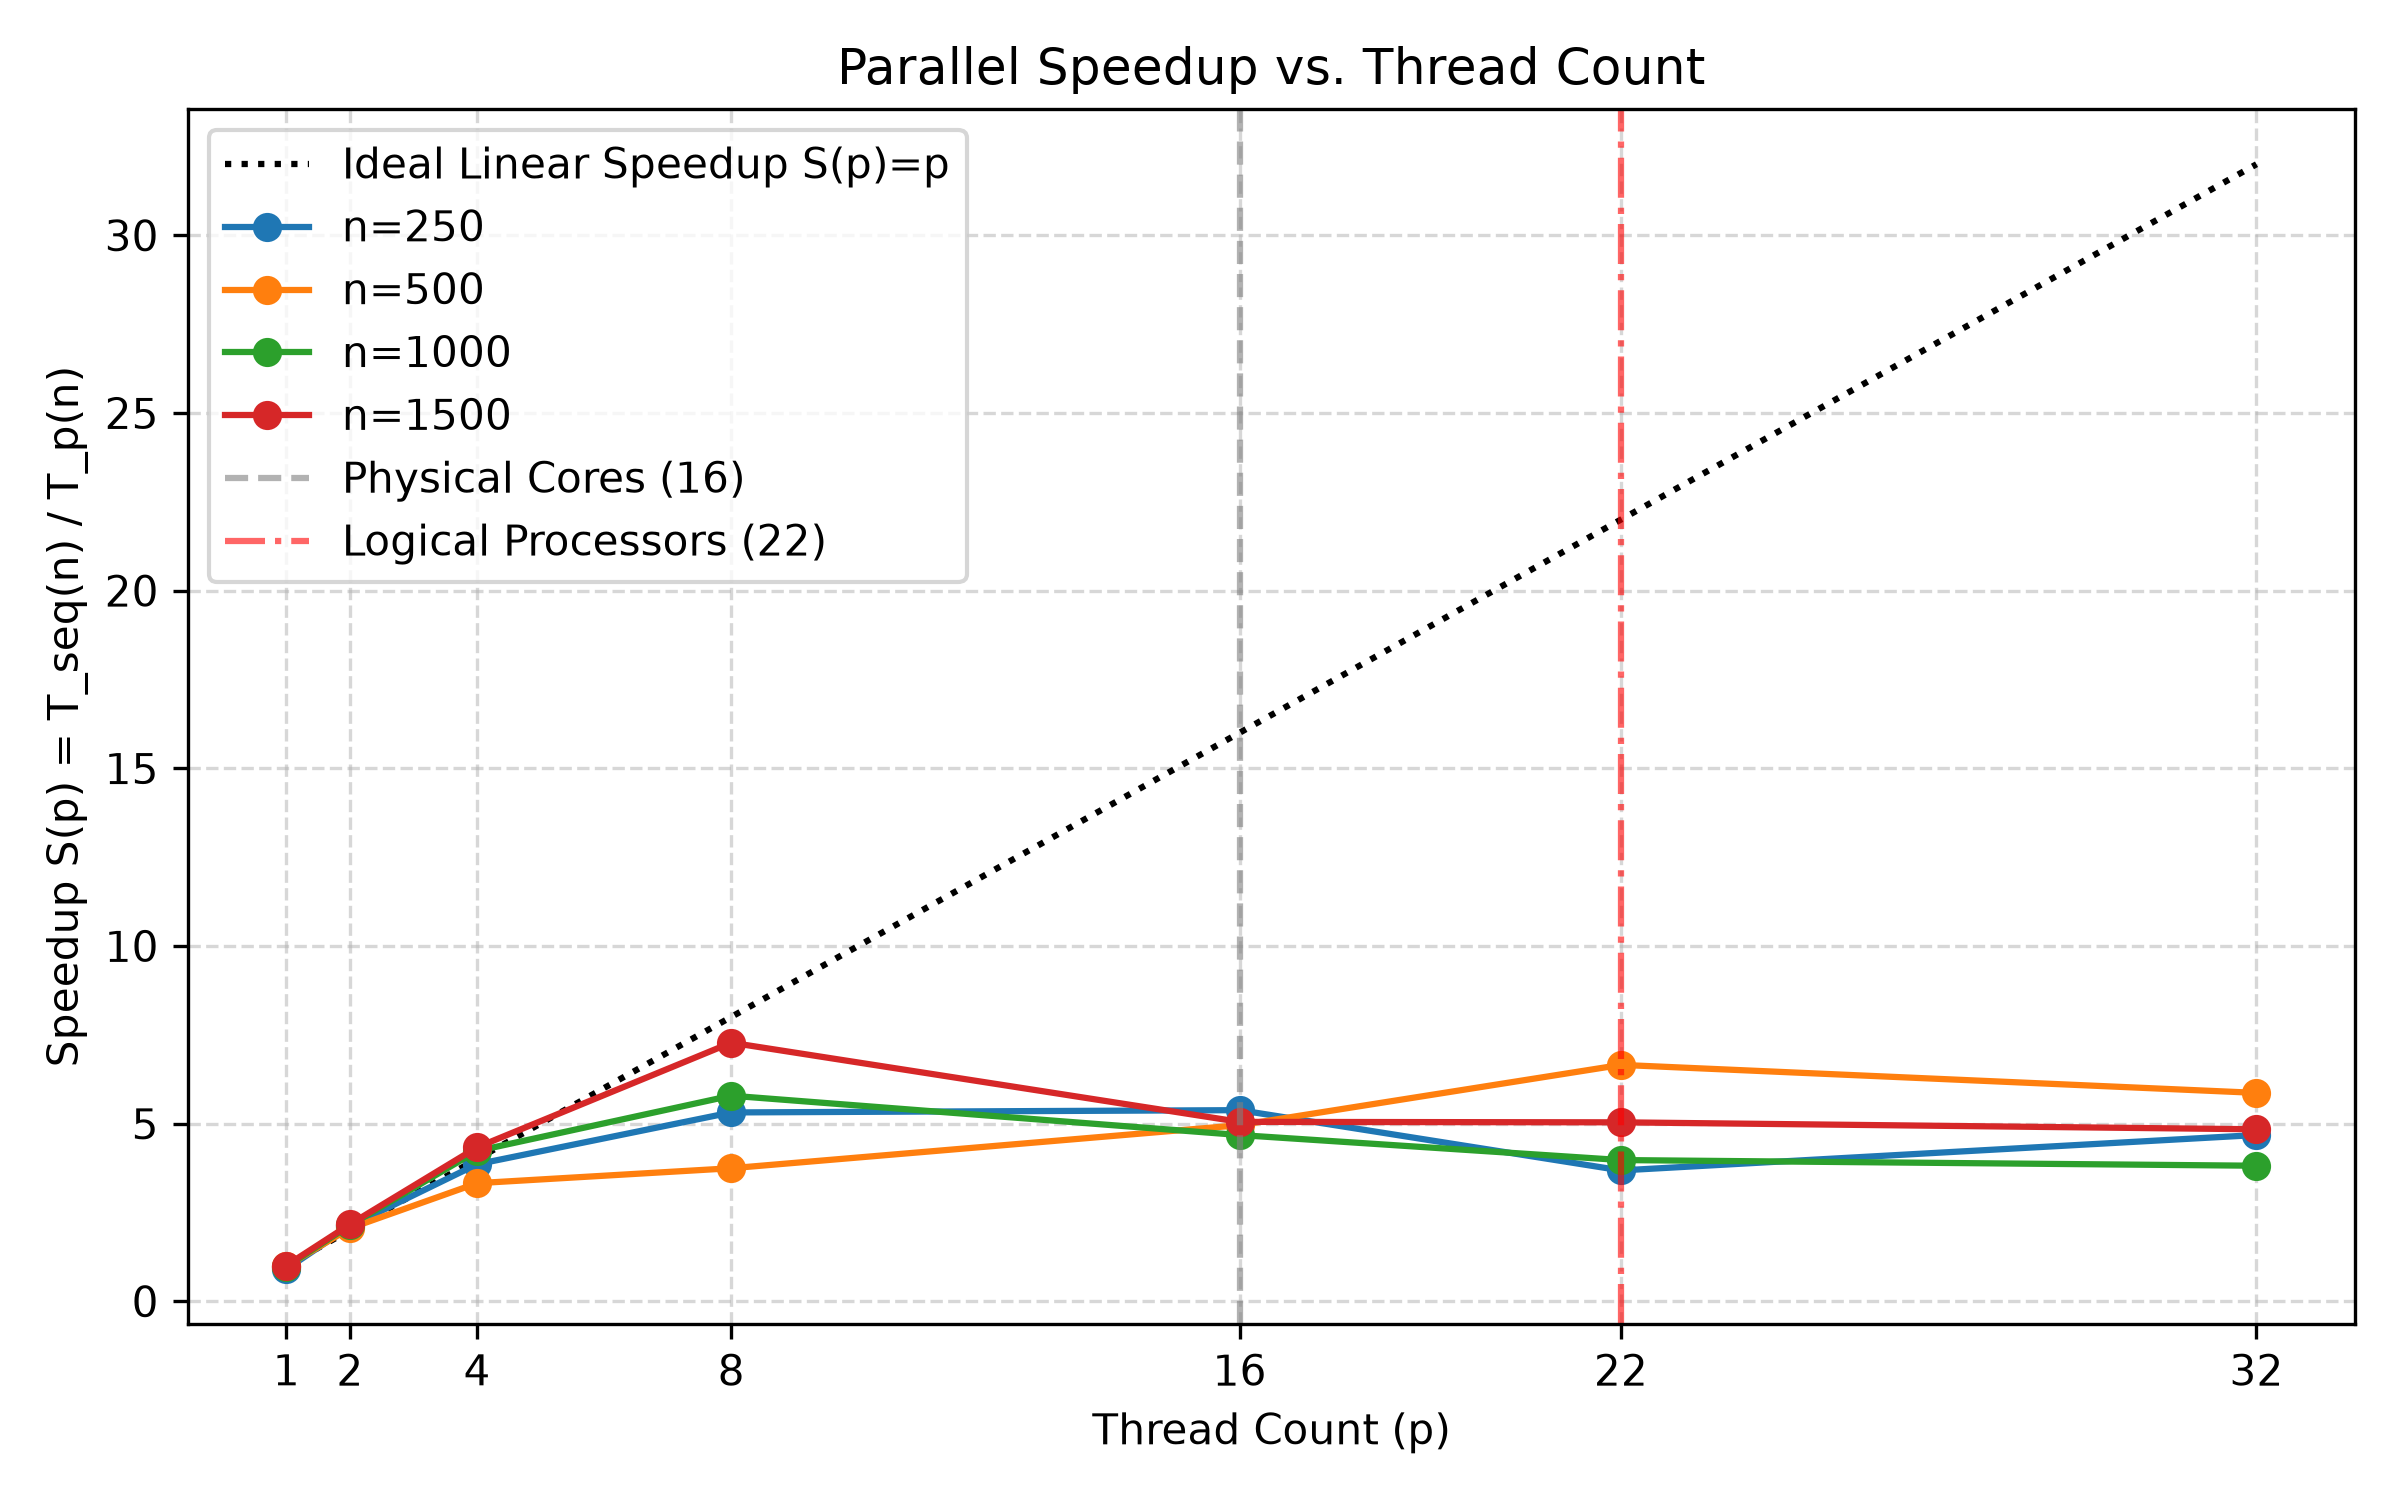 Parallel Speedup vs. Thread Count
Speedup S(p) = T_seq(n) / T_p(n)
30
25
20
15
10
5
0
Ideal Linear Speedup S(p)=p
n=250
n=500
n=1000
n=1500
Physical Cores (16)
Logical Processors (22)
1 2 4 8 16 22 32
Thread Count (p)